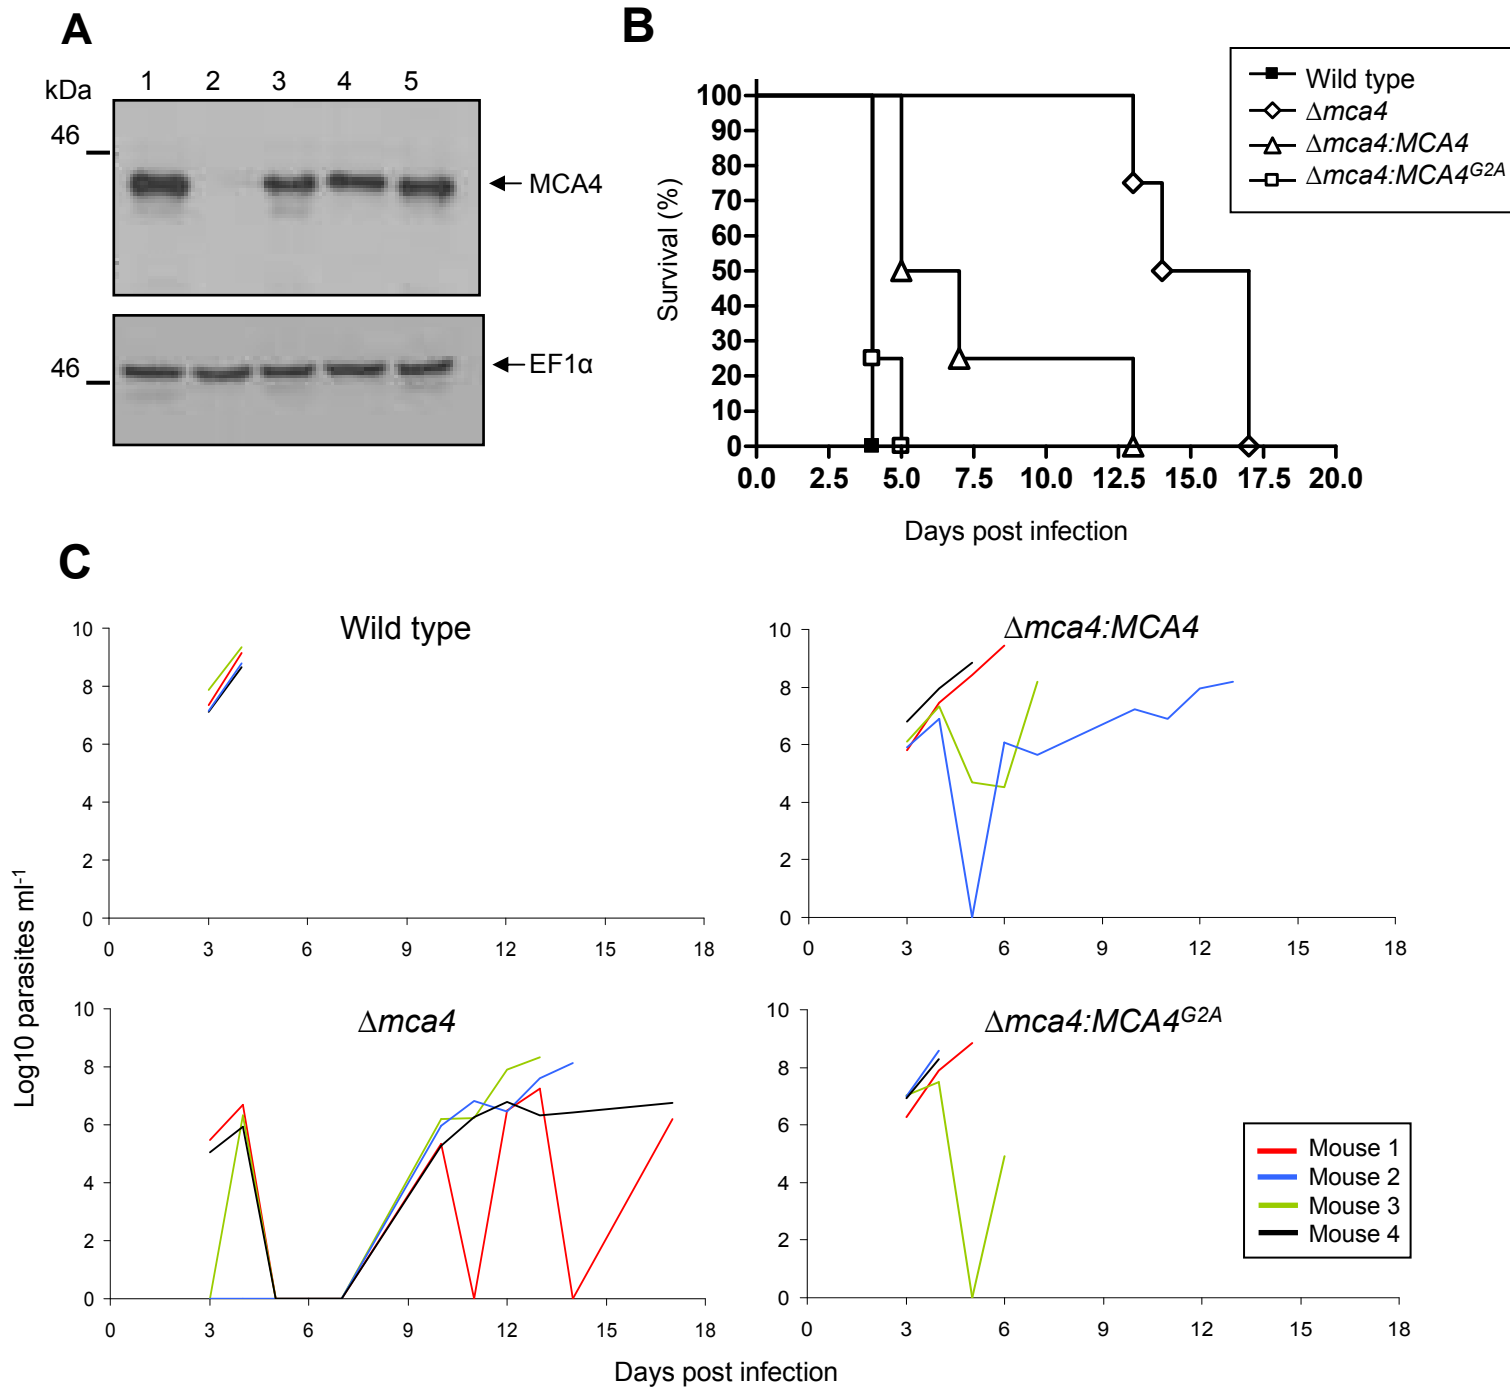 A
kDa
1 2 3 4 5
46
MCA4
46
EF1α
B
Wild type
Δmca4
Δmca4:MCA4
Δmca4:MCA4^G2A
Survival (%)
100
90
80
70
60
50
40
30
20
10
0
0.0 2.5 5.0 7.5 10.0 12.5 15.0 17.5 20.0
Days post infection
C
Log10 parasites ml-1
Wild type
10
8
6
4
2
0
0 3 6 9 12 15 18
Δmca4:MCA4
10
8
6
4
2
0
0 3 6 9 12 15 18
Δmca4
10
8
6
4
2
0
0 3 6 9 12 15 18
Δmca4:MCA4^G2A
10
8
6
4
2
0
0 3 6 9 12 15 18
Mouse 1
Mouse 2
Mouse 3
Mouse 4
Days post infection